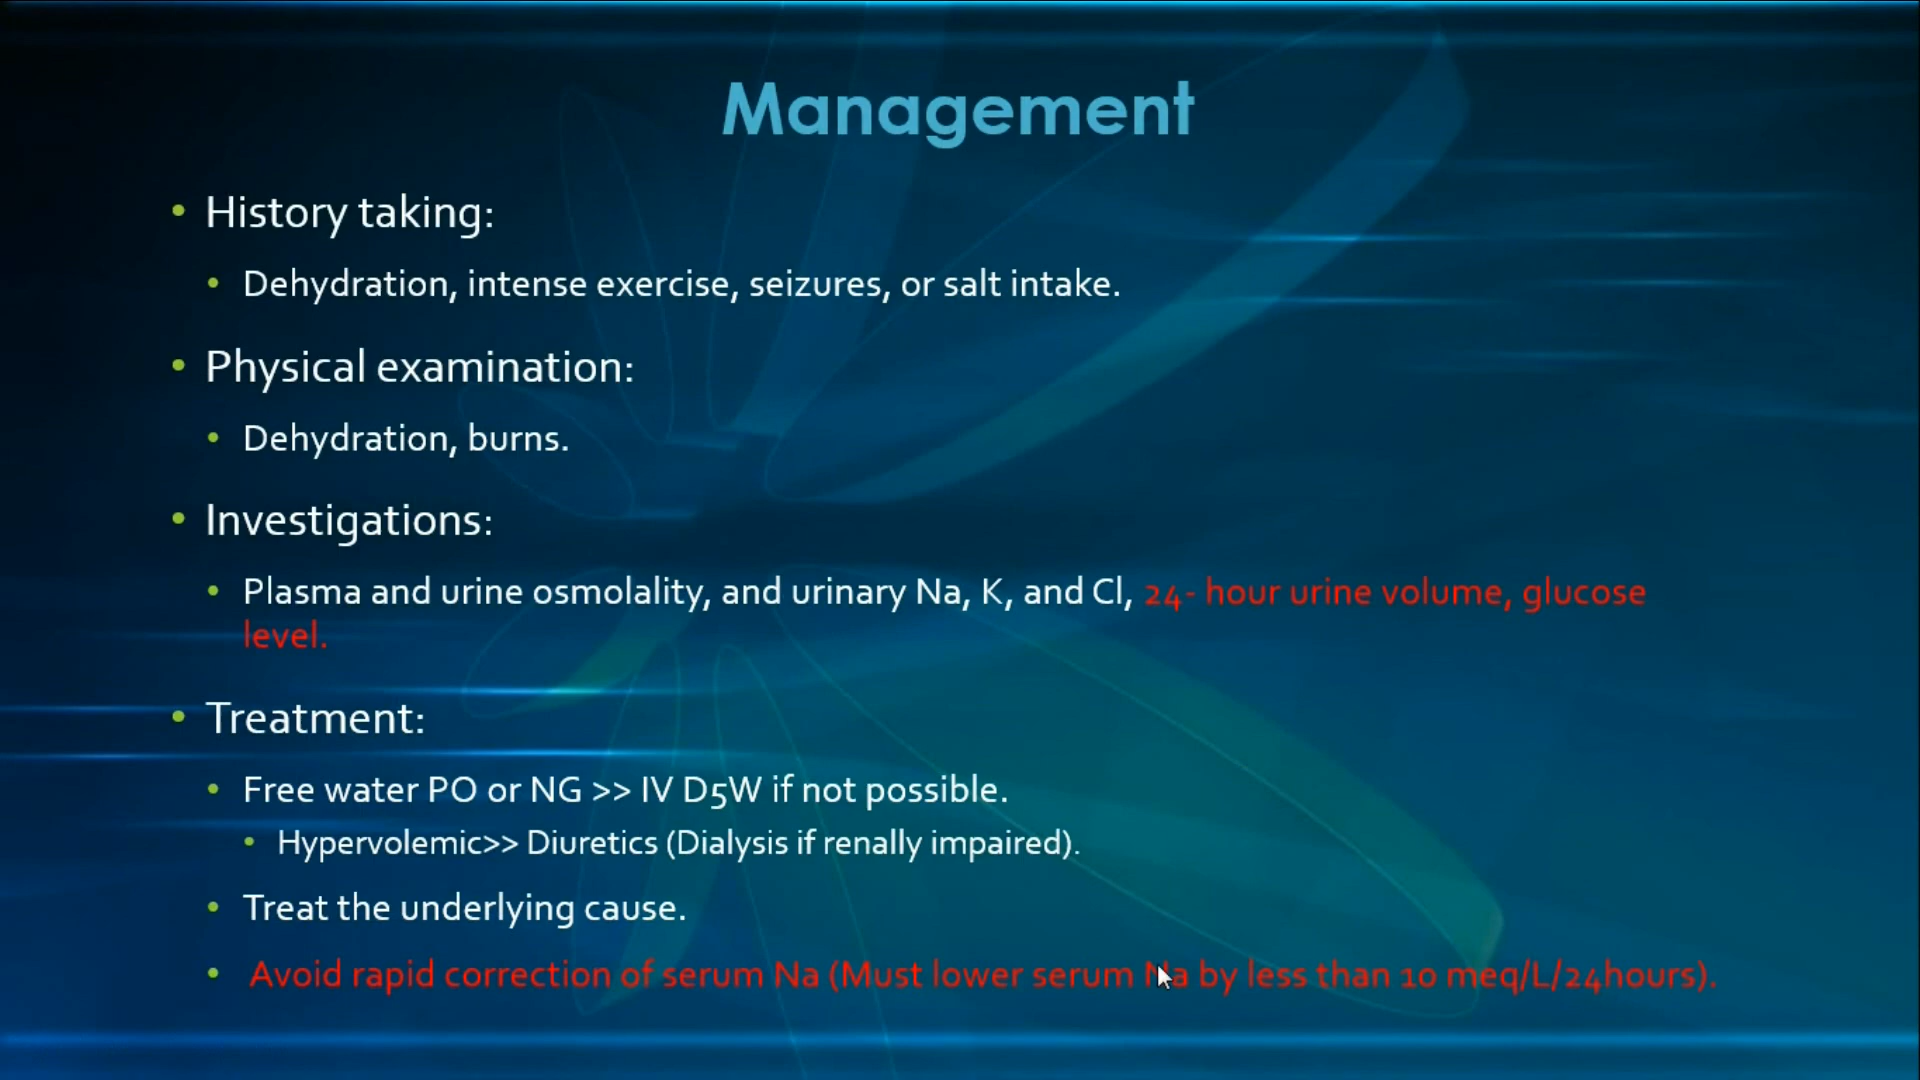 Management
• History taking:
• Dehydration, intense exercise, seizures, or salt intake.
• Physical examination:
• Dehydration, burns.
• Investigations:
• Plasma and urine osmolality, and urinary Na, K, and Cl, 24- hour urine volume, glucose
level.
• Treatment:
• Free water PO or NG >> IV D5W if not possible.
• Hypervolemic>> Diuretics (Dialysis if renally impaired).
• Treat the underlying cause.
• Avoid rapid correction of serum Na (Must lower serum Na by less than 10 meq/L/24hours).